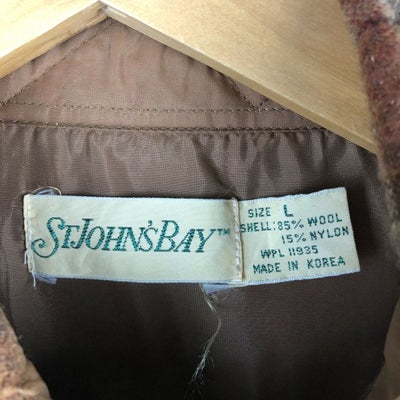 ST.JOHN'S BAY™
SIZE L
SHELL: 85% WOOL
15% NYLON
WPL 11935
MADE IN KOREA